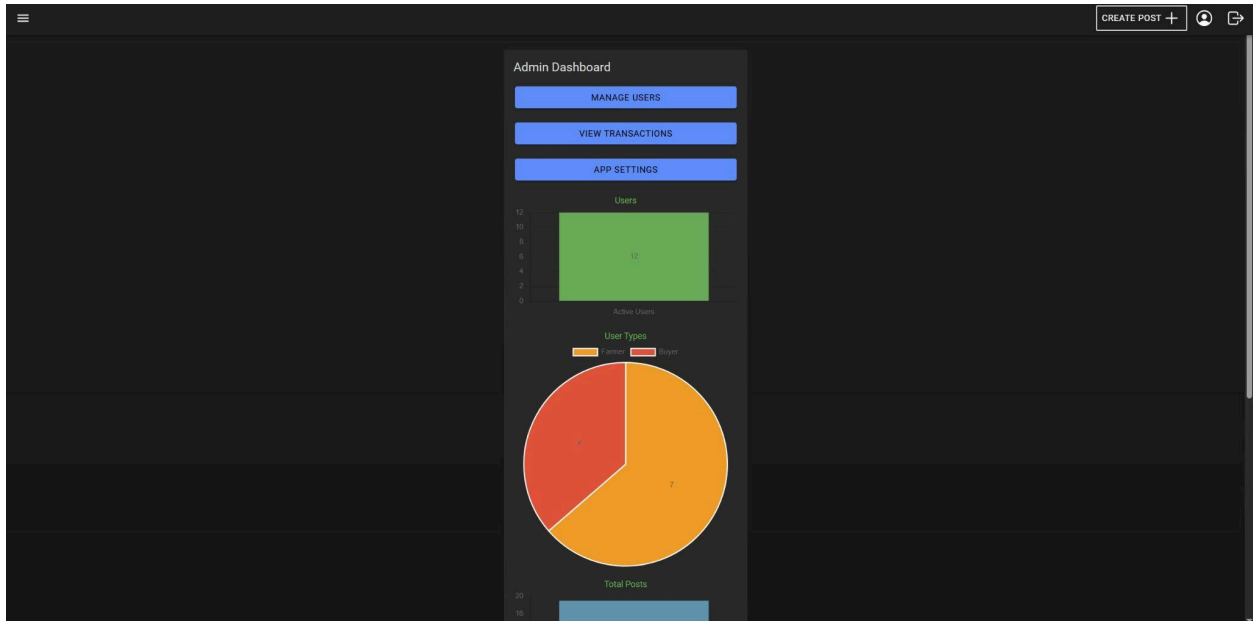 CREATE POST
Admin Dashboard
MANAGE USERS
VIEW TRANSACTIONS
APP SETTINGS
Users
12
10
8
6
4
2
0
12
Active Users
User Types
Farmer Buyer
4
7
Total Posts
20
16